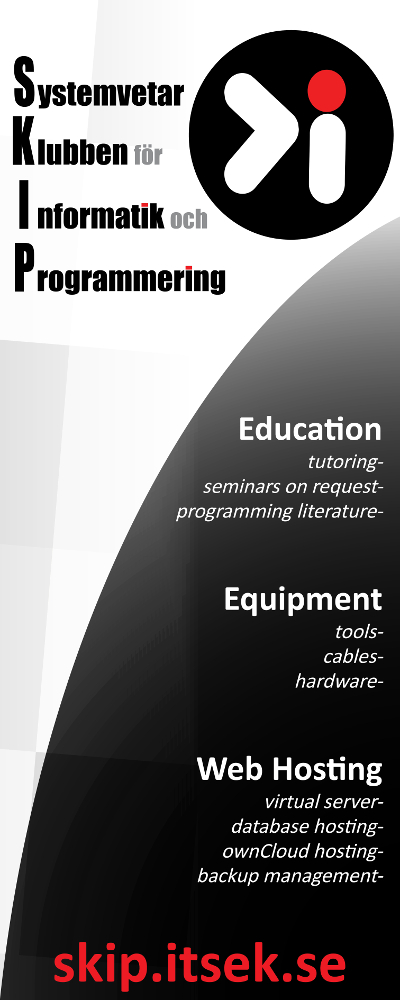 Systemvetar
Klubben för
Informatik och
Programmering
Education
tutoring-
seminars on request-
programming literature-
Equipment
tools-
cables-
hardware-
Web Hosting
virtual server-
database hosting-
ownCloud hosting-
backup management-
skip.itsek.se